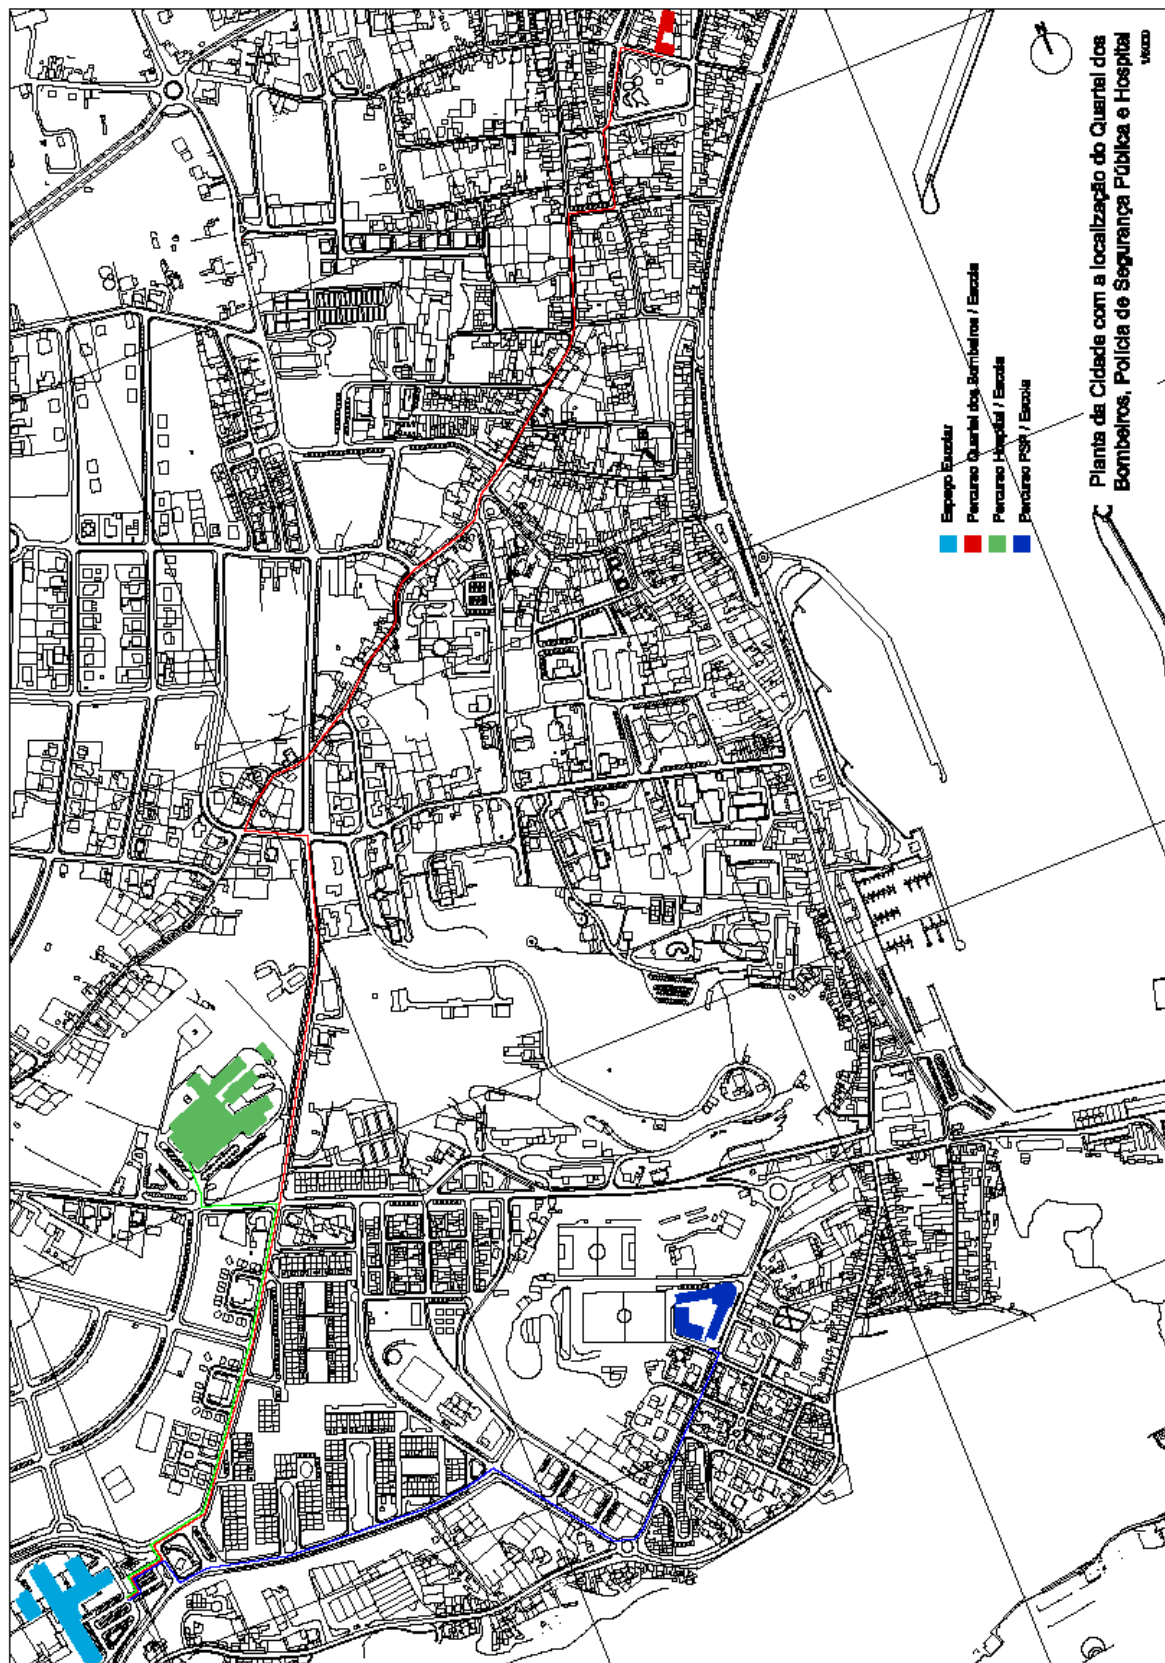 Planta da Cidade com a localização do Quartel dos
Bombeiros, Polícia de Segurança Pública e Hospital
Espaço Escolar
Percurso Quartel dos Bombeiros / Escola
Percurso Hospital / Escola
Percurso PSP / Escola